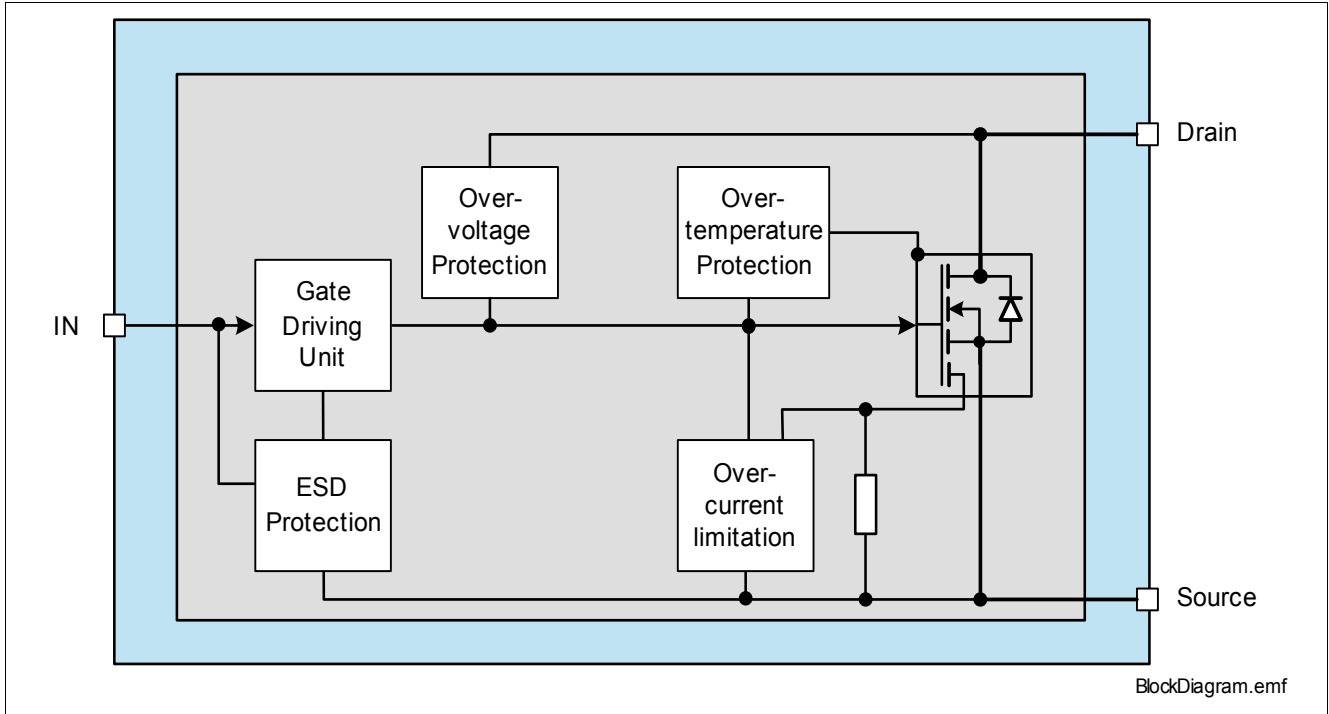 Drain
Over-
voltage
Protection
Over-
temperature
Protection
Gate
Driving
Unit
IN
ESD
Protection
Over-
current
limitation
Source
BlockDiagram.emf